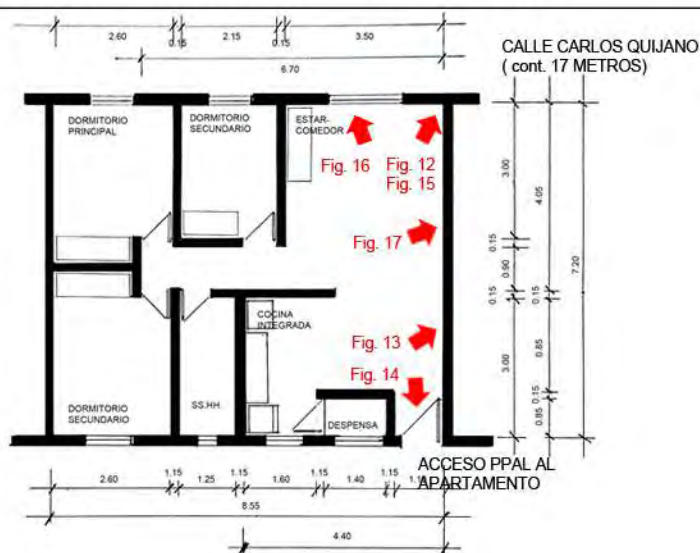 2.60
0.15
2.15
0.15
3.50
6.70
CALLE CARLOS QUIJANO
( cont. 17 METROS)
DORMITORIO
PRINCIPAL
DORMITORIO
SECUNDARIO
ESTAR-
COMEDOR
Fig. 16
Fig. 12
Fig. 15
Fig. 17
COCINA
INTEGRADA
Fig. 13
Fig. 14
DORMITORIO
SECUNDARIO
SS.HH.
DESPENSA
ACCESO PPAL AL
APARTAMENTO
3.00
0.15
0.90
0.15
3.00
4.05
0.15
0.85
0.15
0.85
7.20
2.60
1.15
1.25
1.15
1.60
1.15
1.40
1.15
8.55
4.40